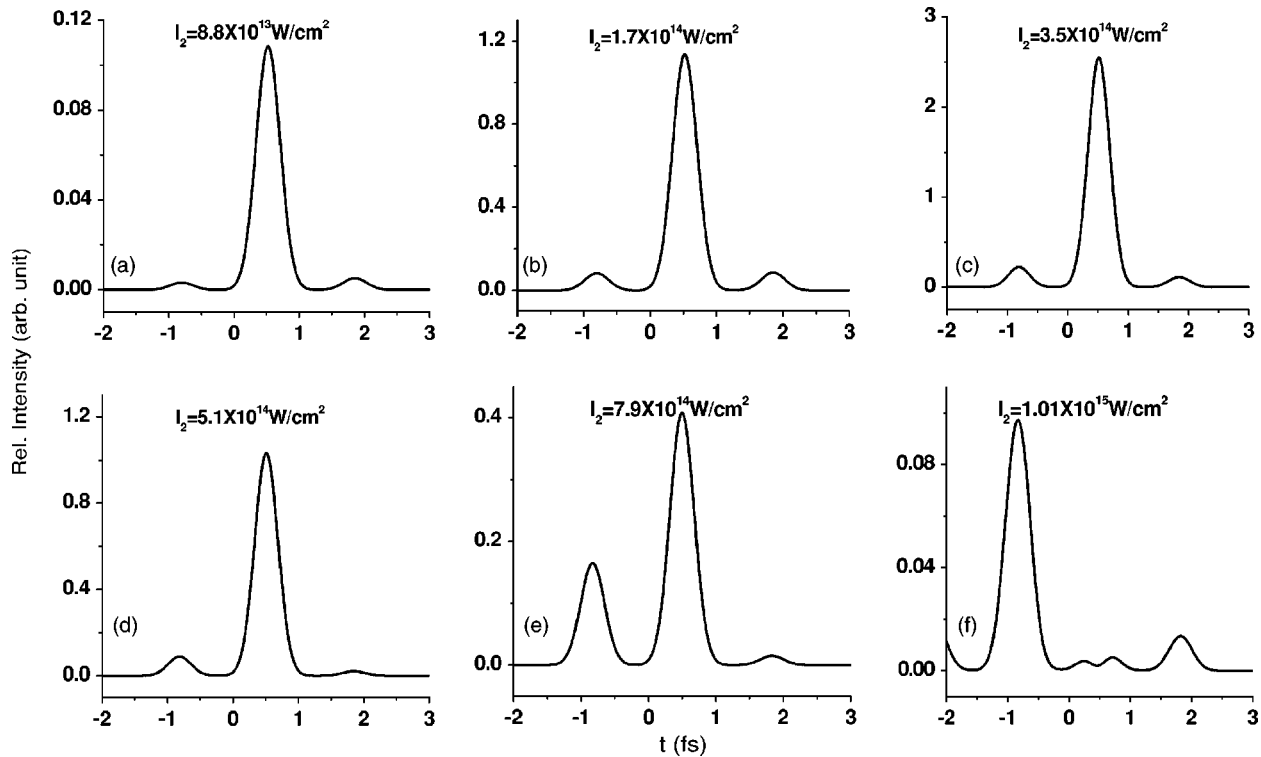 I2=8.8X10^13W/cm^2
0.12
0.08
0.04
0.00
(a)
-2 -1 0 1 2 3
I2=1.7X10^14W/cm^2
1.2
0.8
0.4
0.0
(b)
-2 -1 0 1 2 3
I2=3.5X10^14W/cm^2
3
2
1
0
(c)
-2 -1 0 1 2 3
Rel. Intensity (arb. unit)
I2=5.1X10^14W/cm^2
1.2
0.8
0.4
0.0
(d)
-2 -1 0 1 2 3
I2=7.9X10^14W/cm^2
0.4
0.2
0.0
(e)
-2 -1 0 1 2 3
I2=1.01X10^15W/cm^2
0.08
0.04
0.00
(f)
-2 -1 0 1 2 3
t (fs)